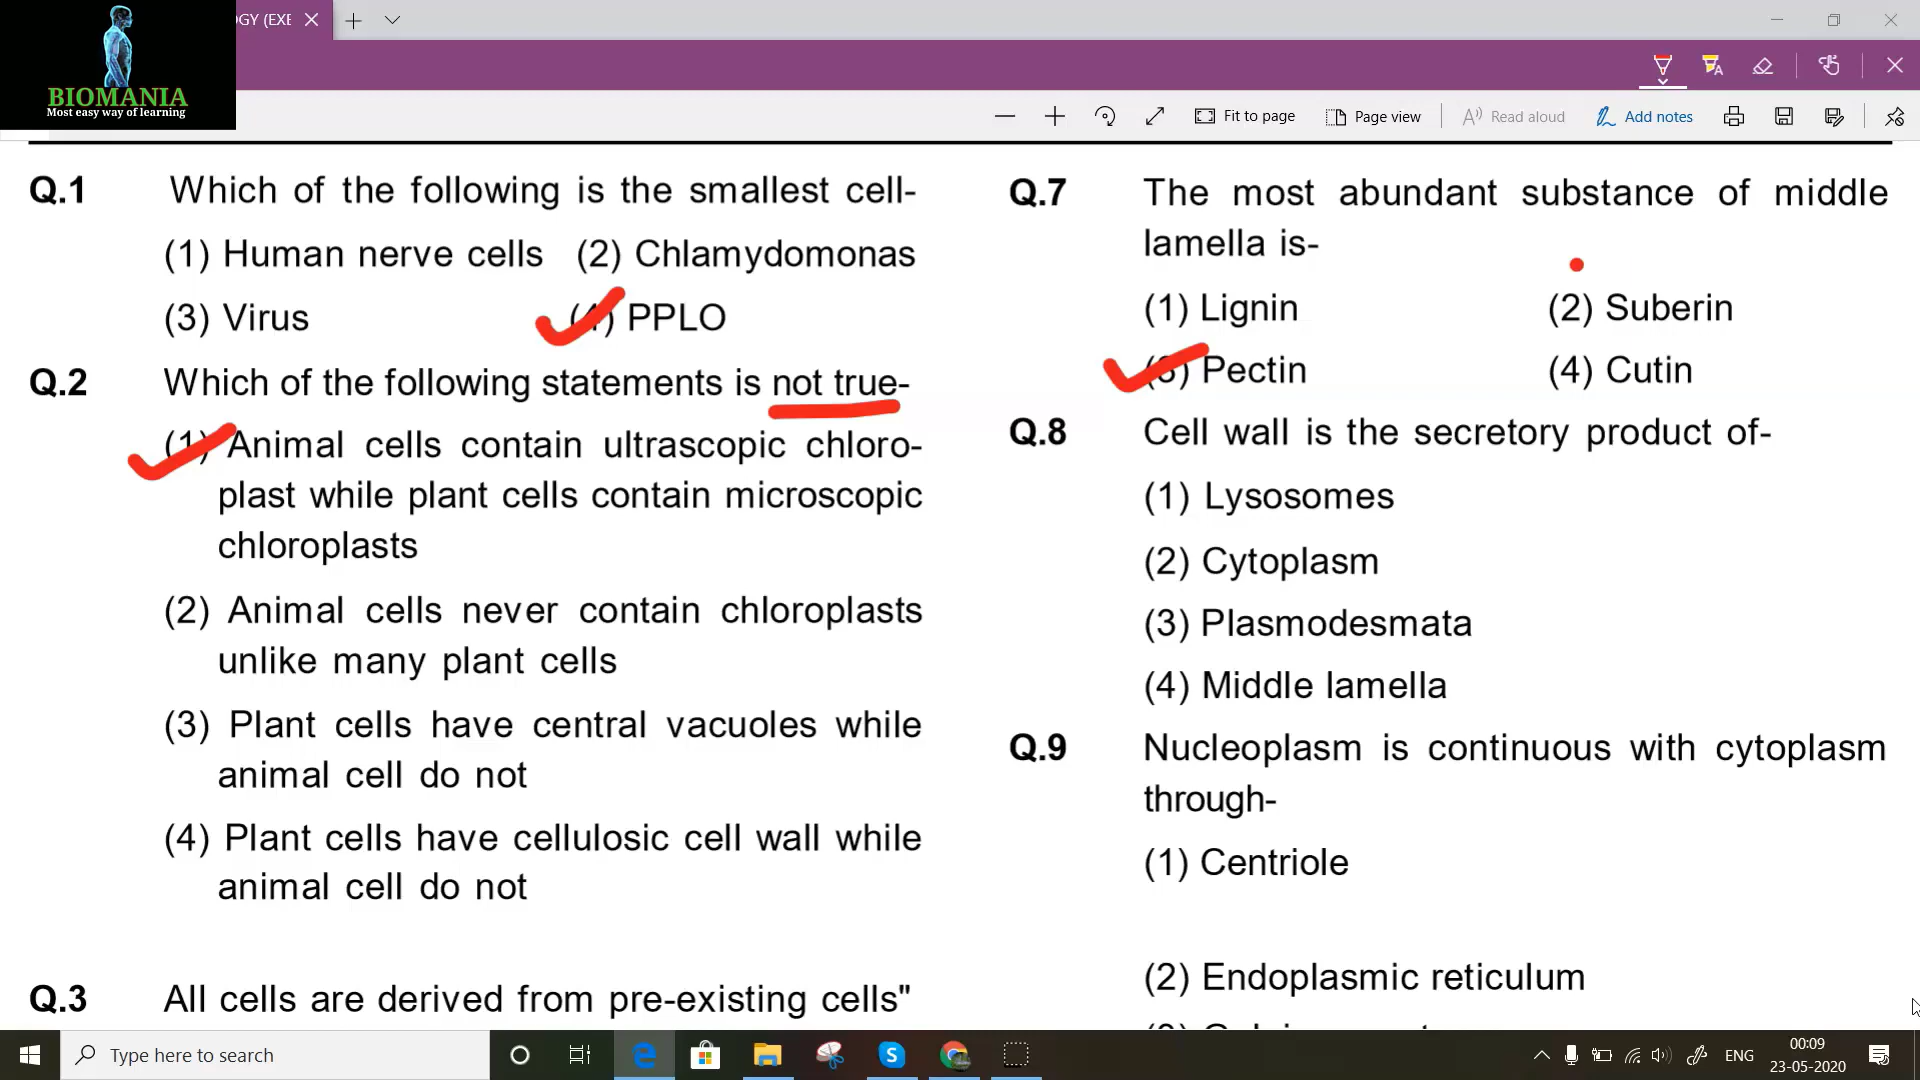 OGY (EXE
BIOMANIA
Most easy way of learning
Fit to page
Page view
Read aloud
Add notes
Q.1 Which of the following is the smallest cell-
(1) Human nerve cells (2) Chlamydomonas
(3) Virus (4) PPLO
Q.2 Which of the following statements is not true-
(1) Animal cells contain ultrascopic chloro-
plast while plant cells contain microscopic
chloroplasts
(2) Animal cells never contain chloroplasts
unlike many plant cells
(3) Plant cells have central vacuoles while
animal cell do not
(4) Plant cells have cellulosic cell wall while
animal cell do not
Q.3 All cells are derived from pre-existing cells"
Q.7 The most abundant substance of middle
lamella is-
(1) Lignin (2) Suberin
(3) Pectin (4) Cutin
Q.8 Cell wall is the secretory product of-
(1) Lysosomes
(2) Cytoplasm
(3) Plasmodesmata
(4) Middle lamella
Q.9 Nucleoplasm is continuous with cytoplasm
through-
(1) Centriole
(2) Endoplasmic reticulum
Type here to search
ENG
00:09
23-05-2020